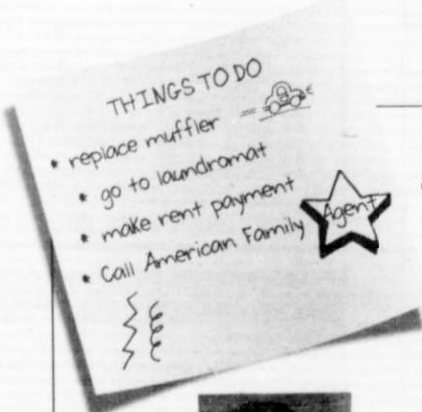 THINGS TO DO
* replace muffler
* go to laundromat
* make rent payment
* Call American Family Agent